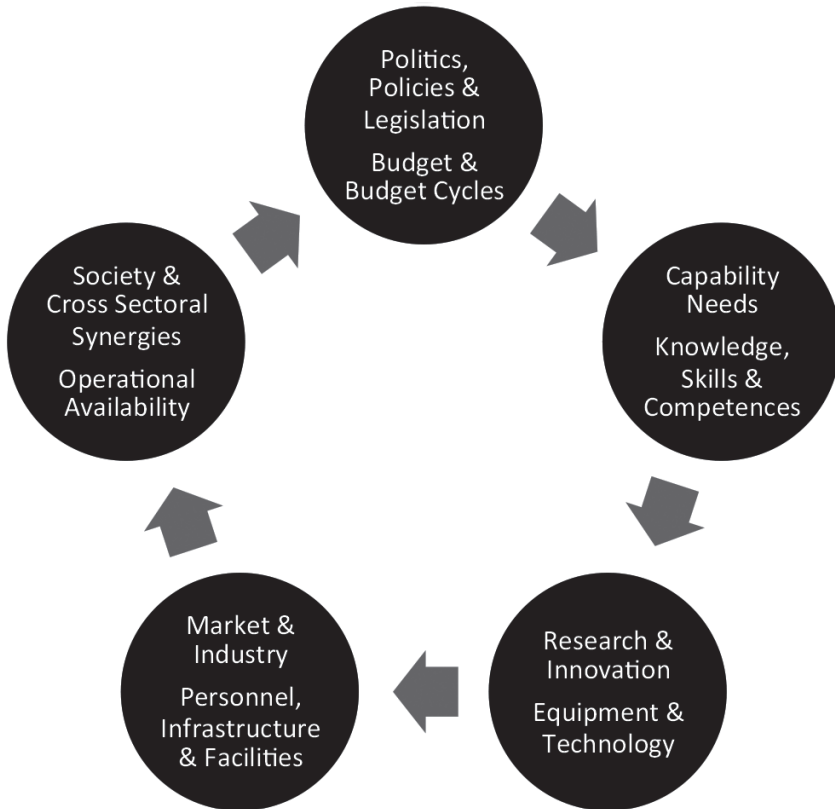 Politics,
Policies &
Legislation
Budget &
Budget Cycles
Capability
Needs
Knowledge,
Skills &
Competences
Research &
Innovation
Equipment &
Technology
Market &
Industry
Personnel,
Infrastructure
& Facilities
Society &
Cross Sectoral
Synergies
Operational
Availability